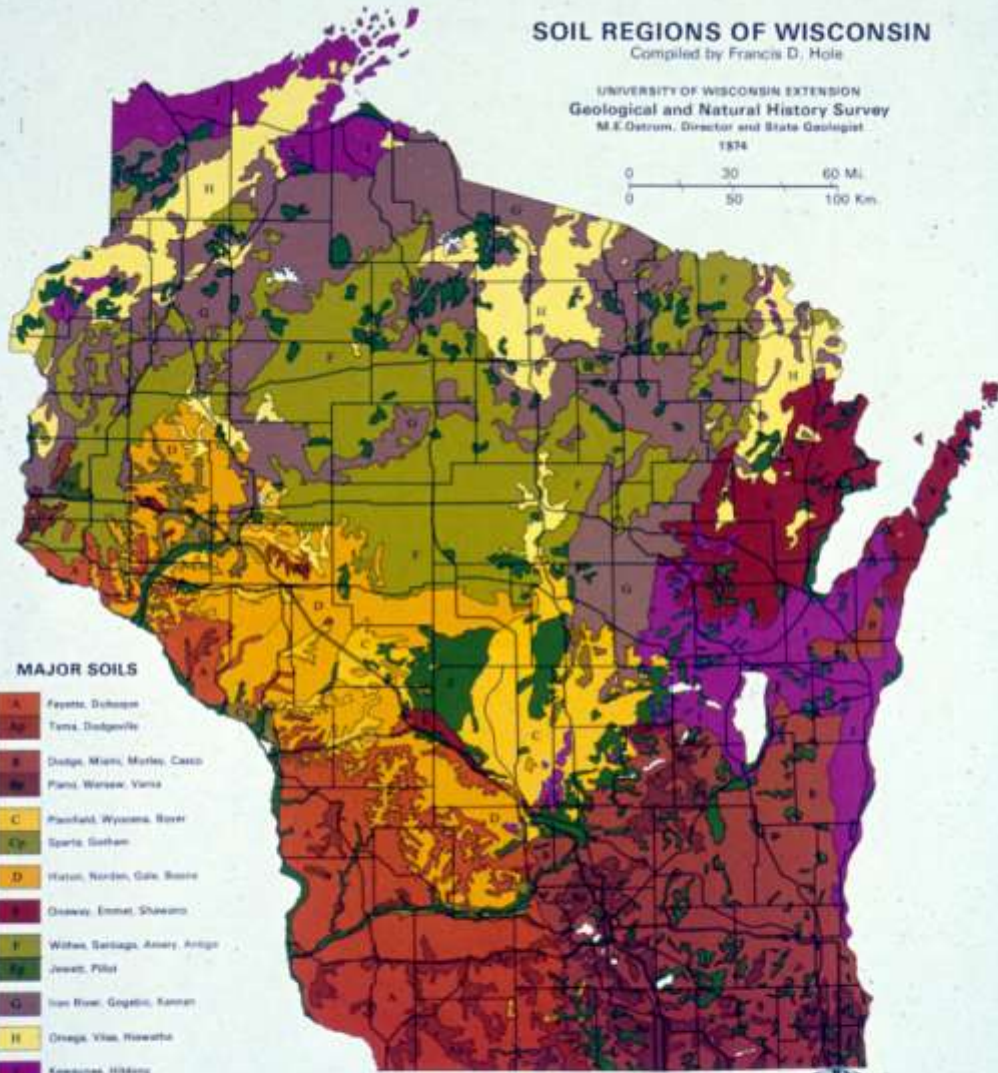 SOIL REGIONS OF WISCONSIN
Compiled by Francis D. Hole
UNIVERSITY OF WISCONSIN EXTENSION
Geological and Natural History Survey
M.E. Ostrom, Director and State Geologist
1974
0 30 60 Mi.
0 50 100 Km.
MAJOR SOILS
A Fayette, Dubuque
Ap Tama, Dodgeville
B Dodge, Miami, Morley, Casco
Bp Plano, Warsaw, Varna
C Plainfield, Wyocena, Boyer
Cp Sparta, Gotham
D Hixton, Norden, Gale, Boone
Onaway, Emmet, Shawano
F Withee, Santiago, Amery, Antigo
Fp Jewett, Pillot
G Iron River, Gogebic, Kennan
H Omega, Vilas, Hiawatha
Kewaunee, Hibbing